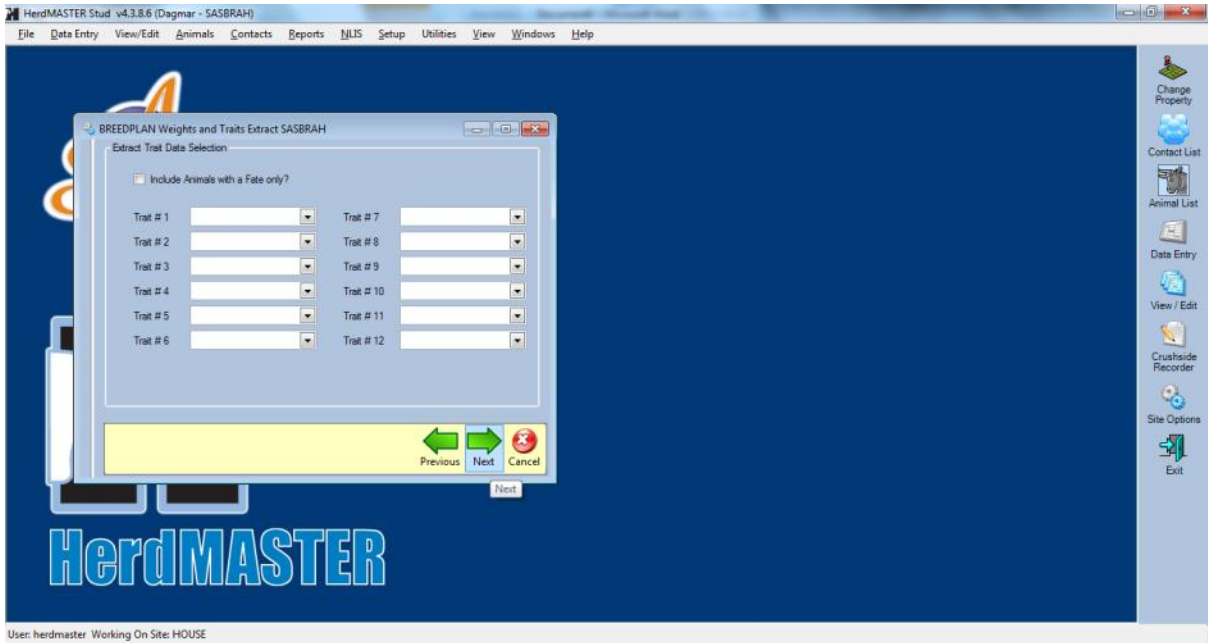 HerdMASTER Stud v4.3.8.6 (Dagmar - SASBRAH)
File Data Entry View/Edit Animals Contacts Reports NLIS Setup Utilities View Windows Help
BREEDPLAN Weights and Traits Extract SASBRAH
Extract Trait Data Selection
Include Animals with a Fate only?
Trait # 1 Trait # 7
Trait # 2 Trait # 8
Trait # 3 Trait # 9
Trait # 4 Trait # 10
Trait # 5 Trait # 11
Trait # 6 Trait # 12
Previous Next Cancel
Next
HerdMASTER
Change
Property
Contact List
Animal List
Data Entry
View / Edit
Crushside
Recorder
Site Options
Exit
User: herdmaster Working On Site: HOUSE